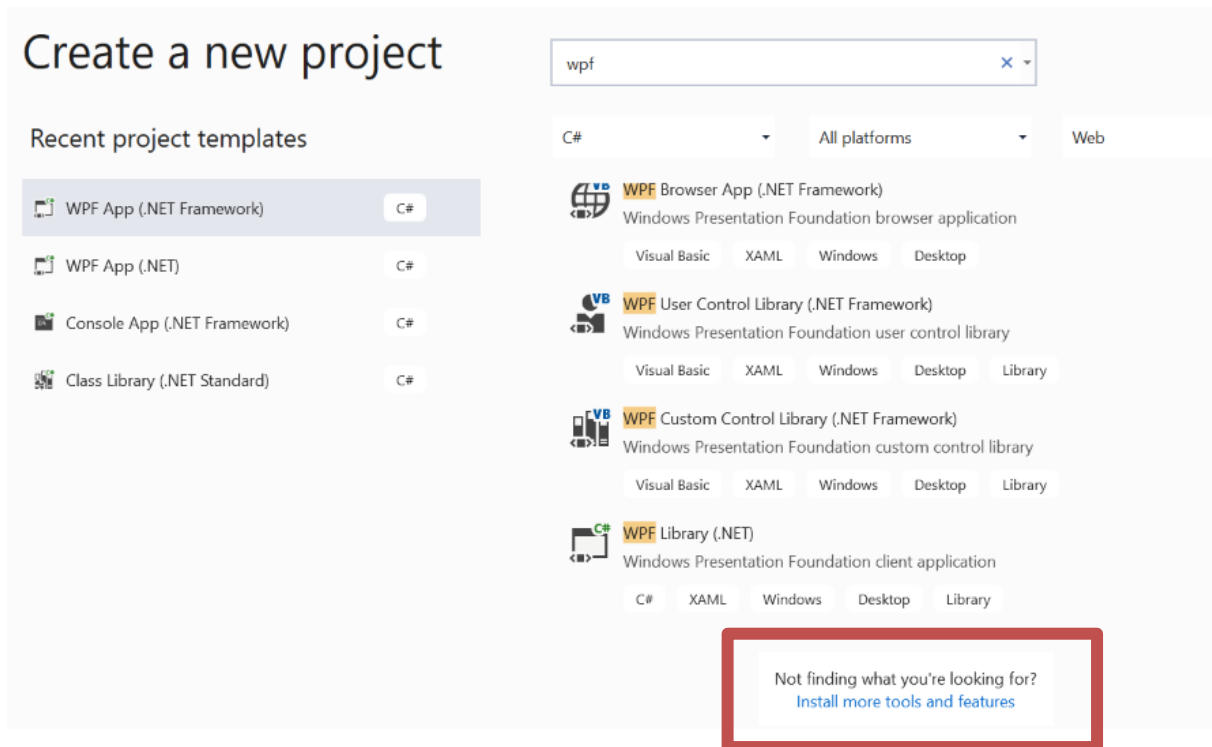 Create a new project
wpf
Recent project templates
C#
All platforms
Web
WPF App (.NET Framework)
C#
WPF App (.NET)
C#
Console App (.NET Framework)
C#
Class Library (.NET Standard)
C#
VB
WPF Browser App (.NET Framework)
Windows Presentation Foundation browser application
Visual Basic XAML Windows Desktop
VB
WPF User Control Library (.NET Framework)
Windows Presentation Foundation user control library
Visual Basic XAML Windows Desktop Library
VB
WPF Custom Control Library (.NET Framework)
Windows Presentation Foundation custom control library
Visual Basic XAML Windows Desktop Library
C#
WPF Library (.NET)
Windows Presentation Foundation client application
C# XAML Windows Desktop Library
Not finding what you're looking for?
Install more tools and features